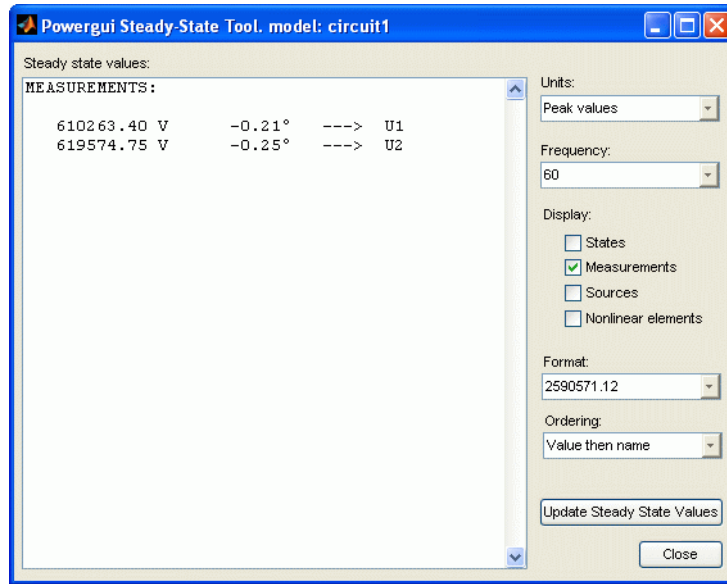 Powergui Steady-State Tool. model: circuit1
Steady state values:
MEASUREMENTS:
610263.40 V -0.21° ---> U1
619574.75 V -0.25° ---> U2
Units:
Peak values
Frequency:
60
Display:
States
Measurements
Sources
Nonlinear elements
Format:
2590571.12
Ordering:
Value then name
Update Steady State Values
Close